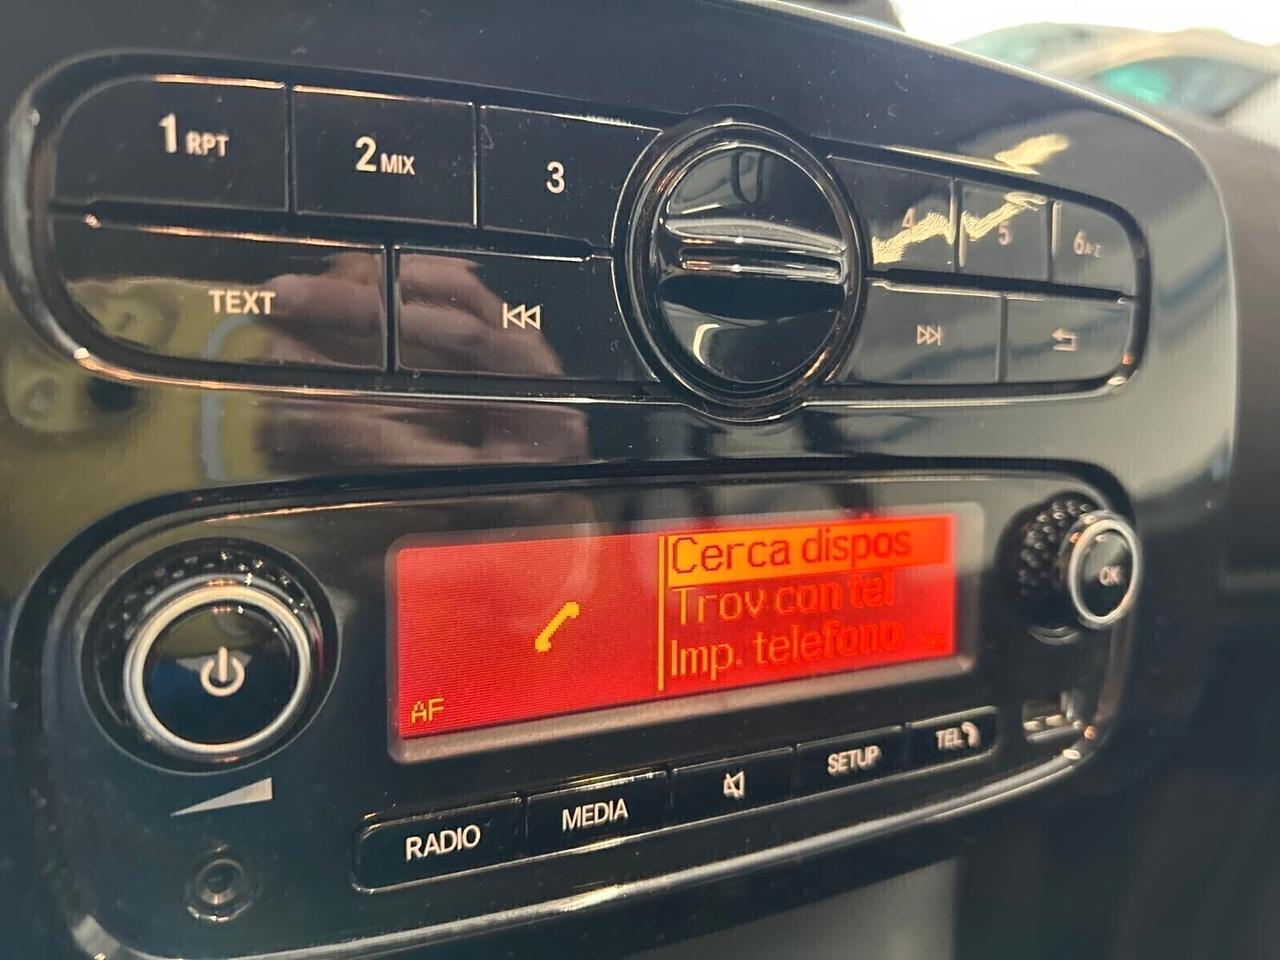 1 RPT
2 MIX
3
4
5
6 A-Z
TEXT
Cerca dispos
Trov con tel
Imp. telefono
AF
OK
RADIO
MEDIA
SETUP
TEL